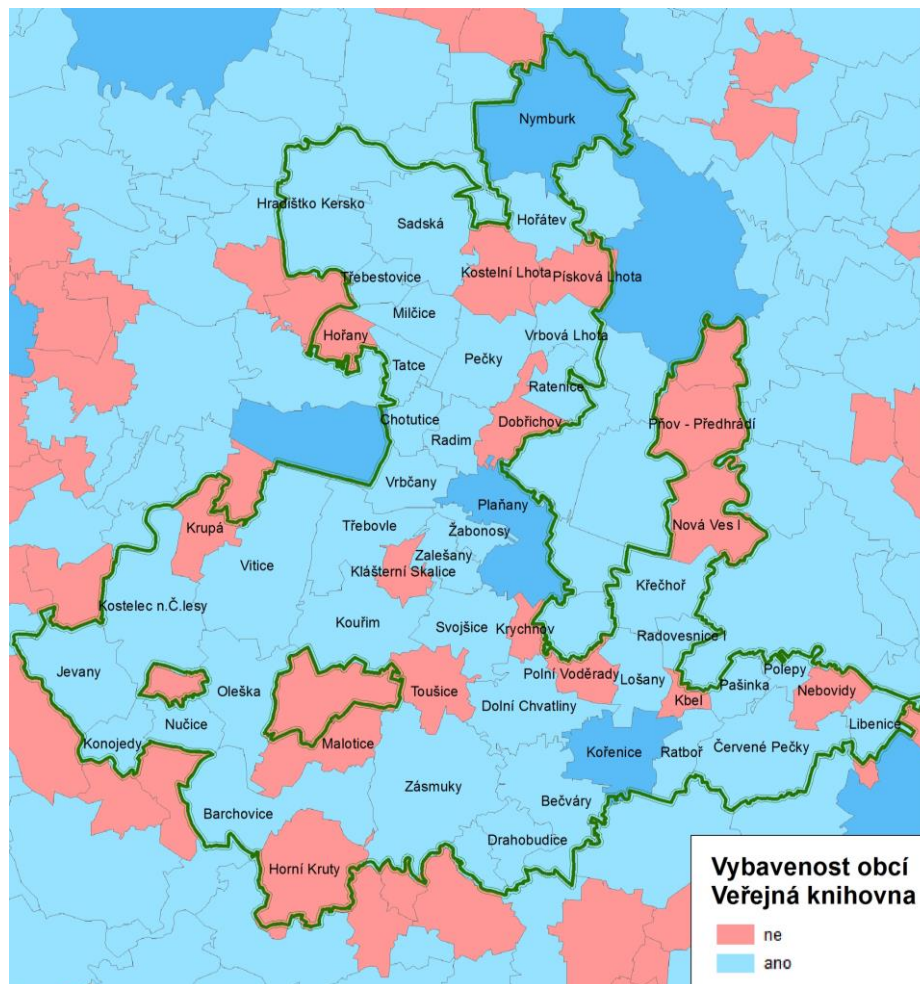 Nymburk
Hradištko Kersko
Sadská
Hořátev
Kostelní Lhota
Písková Lhota
Třebestovice
Milčice
Hořany
Vrbová Lhota
Pečky
Tatce
Ratenice
Chotutice
Dobřichov
Radim
Pňov - Předhrádí
Vrbčany
Plaňany
Krupá
Třebovle
Žabonosy
Nová Ves I
Zalešany
Vitice
Klášterní Skalice
Křečhoř
Kostelec n.Č.lesy
Kouřim
Svojšice
Krychnov
Radovesnice I
Jevany
Polní Voděrady
Lošany
Polepy
Pašinka
Oleška
Toušice
Nebovidy
Dolní Chvatliny
Kbel
Nučice
Libenice
Konojedy
Malotice
Kořenice
Ratboř
Červené Pečky
Zásmuky
Bečváry
Barchovice
Drahobudice
Horní Kruty
Vybavenost obcí
Veřejná knihovna
ne
ano